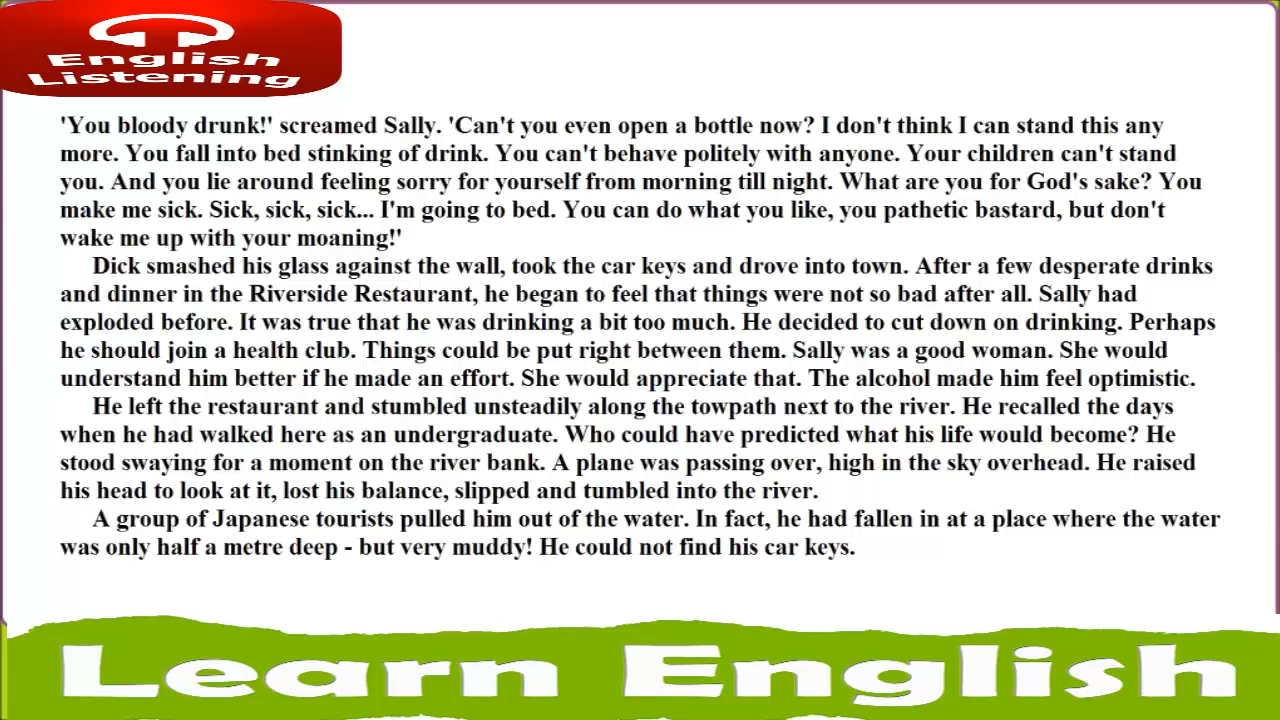 English
Listening
'You bloody drunk!' screamed Sally. 'Can't you even open a bottle now? I don't think I can stand this any
more. You fall into bed stinking of drink. You can't behave politely with anyone. Your children can't stand
you. And you lie around feeling sorry for yourself from morning till night. What are you for God's sake? You
make me sick. Sick, sick, sick... I'm going to bed. You can do what you like, you pathetic bastard, but don't
wake me up with your moaning!'
Dick smashed his glass against the wall, took the car keys and drove into town. After a few desperate drinks
and dinner in the Riverside Restaurant, he began to feel that things were not so bad after all. Sally had
exploded before. It was true that he was drinking a bit too much. He decided to cut down on drinking. Perhaps
he should join a health club. Things could be put right between them. Sally was a good woman. She would
understand him better if he made an effort. She would appreciate that. The alcohol made him feel optimistic.
He left the restaurant and stumbled unsteadily along the towpath next to the river. He recalled the days
when he had walked here as an undergraduate. Who could have predicted what his life would become? He
stood swaying for a moment on the river bank. A plane was passing over, high in the sky overhead. He raised
his head to look at it, lost his balance, slipped and tumbled into the river.
A group of Japanese tourists pulled him out of the water. In fact, he had fallen in at a place where the water
was only half a metre deep - but very muddy! He could not find his car keys.
Learn English